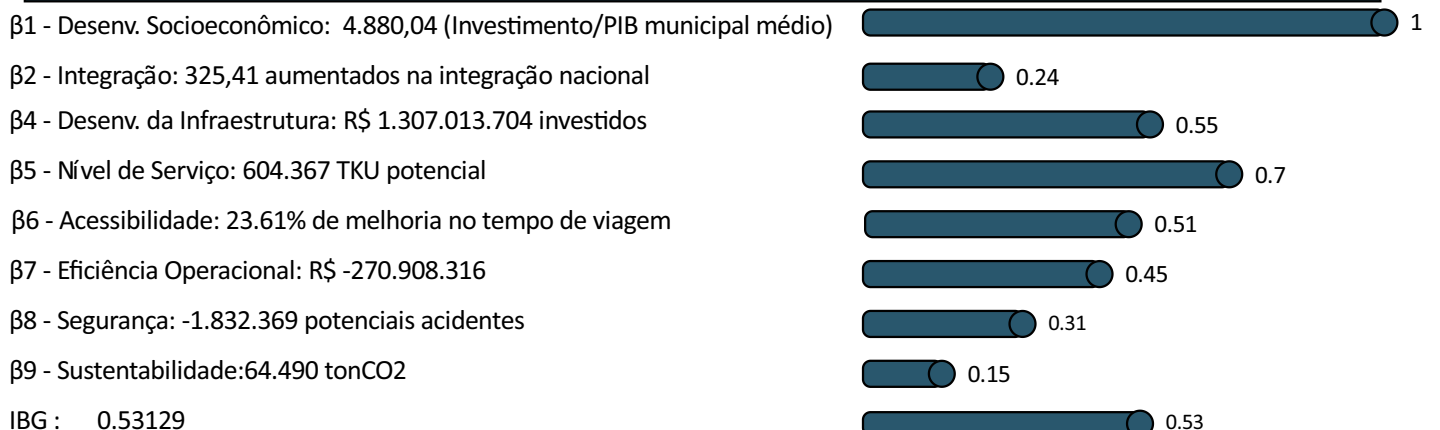 β1 - Desenv. Socioeconômico:  4.880,04 (Investimento/PIB municipal médio) 1
β2 - Integração: 325,41 aumentados na integração nacional 0.24
β4 - Desenv. da Infraestrutura: R$ 1.307.013.704 investidos 0.55
β5 - Nível de Serviço: 604.367 TKU potencial 0.7
β6 - Acessibilidade: 23.61% de melhoria no tempo de viagem 0.51
β7 - Eficiência Operacional: R$ -270.908.316 0.45
β8 - Segurança: -1.832.369 potenciais acidentes 0.31
β9 - Sustentabilidade:64.490 tonCO2 0.15
IBG : 0.53129 0.53